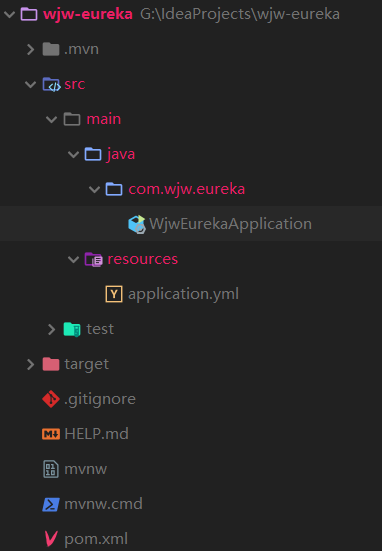 wjw-eureka G:\IdeaProjects\wjw-eureka
.mvn
src
main
java
com.wjw.eureka
WjwEurekaApplication
resources
application.yml
test
target
.gitignore
HELP.md
mvnw
mvnw.cmd
pom.xml